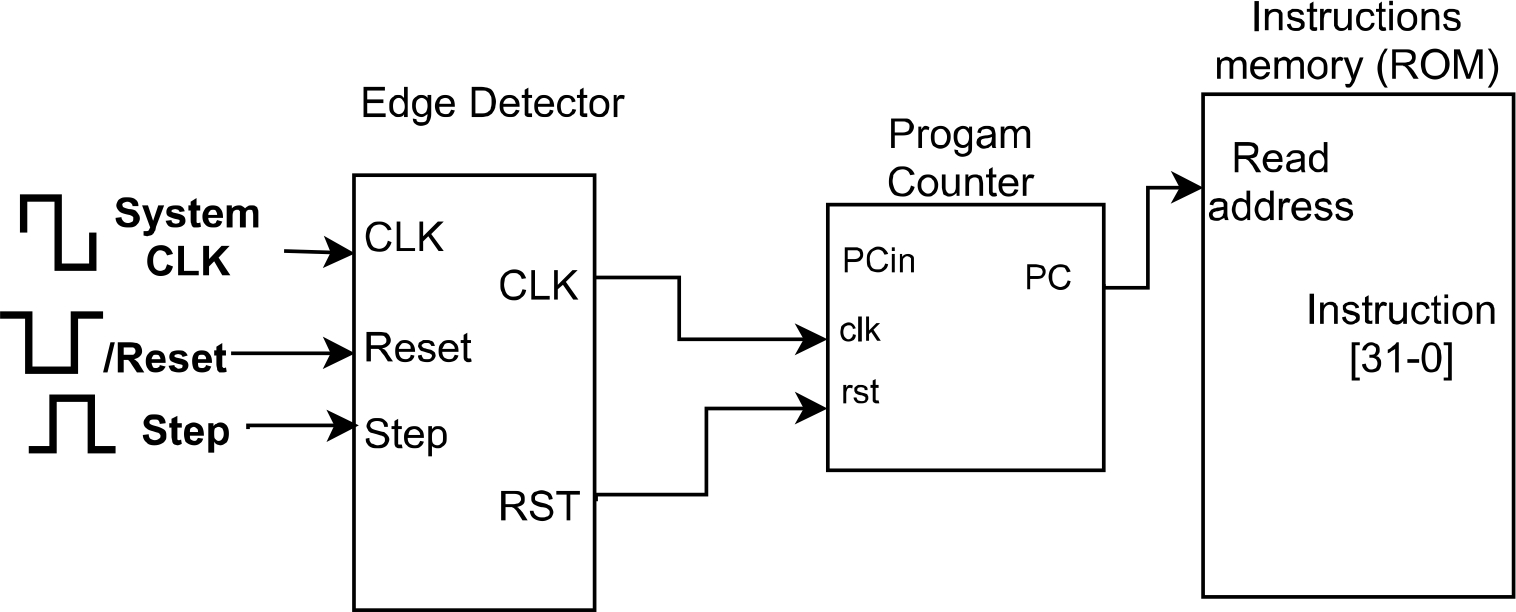 Instructions
memory (ROM)
Edge Detector
Progam
Counter
System
CLK
/Reset
Step
CLK
Reset
Step
CLK
RST
PCin
clk
rst
PC
Read
address
Instruction
[31-0]